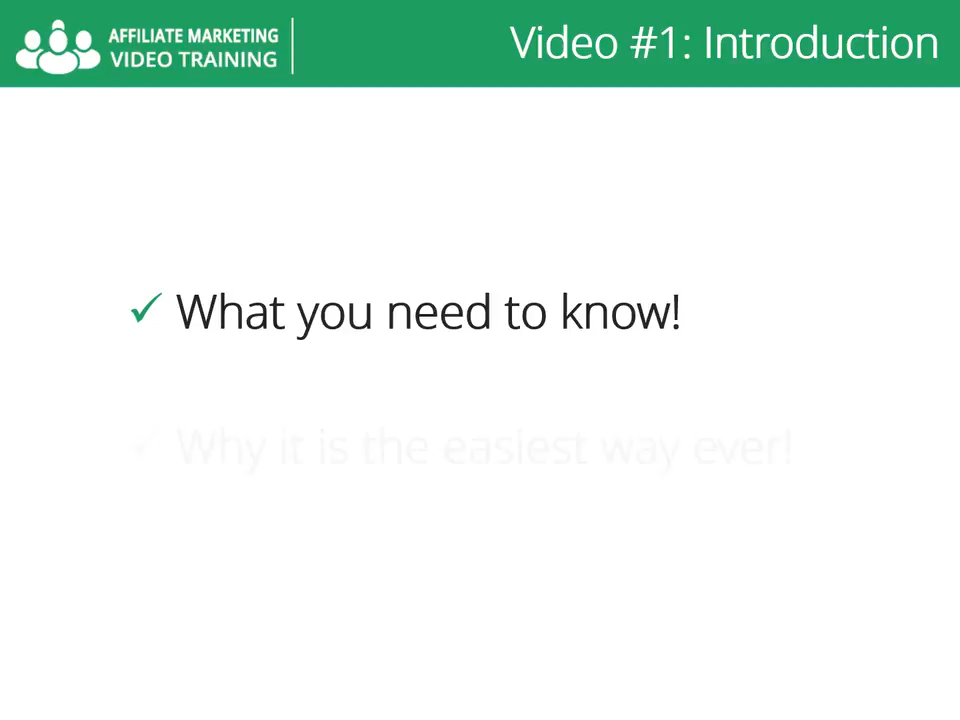 AFFILIATE MARKETING
VIDEO TRAINING
Video #1: Introduction
✓ What you need to know!
✓ Why it is the easiest way ever!